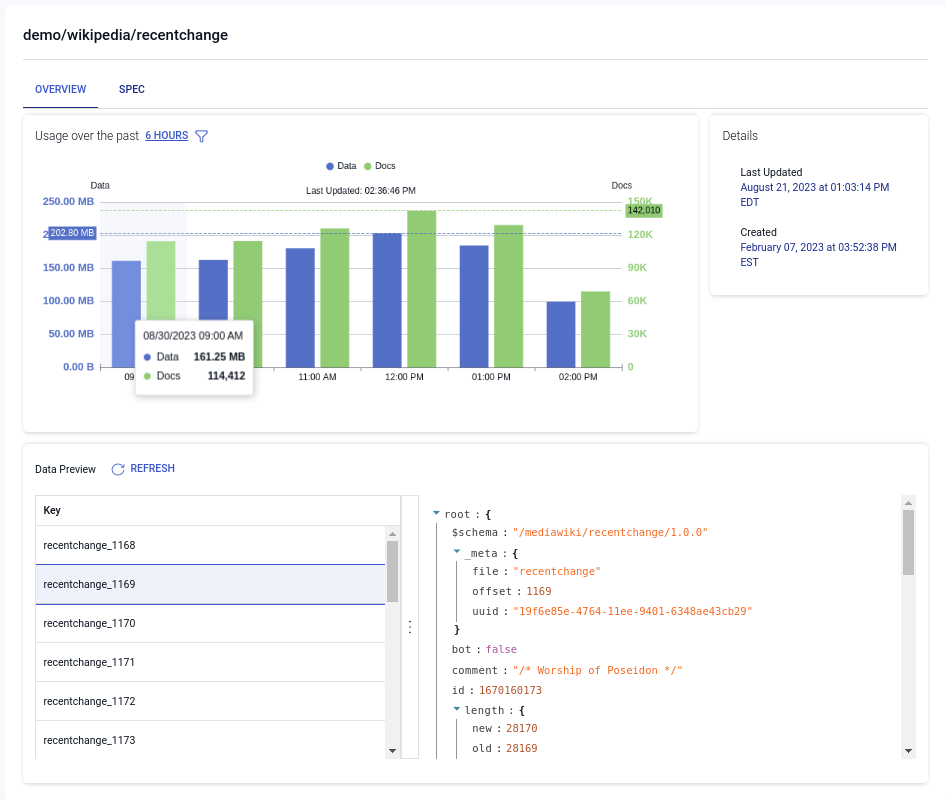 demo/wikipedia/recentchange
OVERVIEW SPEC
Usage over the past 6 HOURS
Data Docs
Data Last Updated: 02:36:46 PM Docs
250.00 MB 150K
142,010
202.80 MB 120K
150.00 MB 90K
100.00 MB 60K
50.00 MB 30K
0.00 B 0
09 11:00 AM 12:00 PM 01:00 PM 02:00 PM
08/30/2023 09:00 AM
Data 161.25 MB
Docs 114,412
Details
Last Updated
August 21, 2023 at 01:03:14 PM
EDT
Created
February 07, 2023 at 03:52:38 PM
EST
Data Preview REFRESH
Key
recentchange_1168
recentchange_1169
recentchange_1170
recentchange_1171
recentchange_1172
recentchange_1173
root : {
$schema : "/mediawiki/recentchange/1.0.0"
_meta : {
file : "recentchange"
offset : 1169
uuid : "19f6e85e-4764-11ee-9401-6348ae43cb29"
}
bot : false
comment : "/* Worship of Poseidon */"
id : 1670160173
length : {
new : 28170
old : 28169